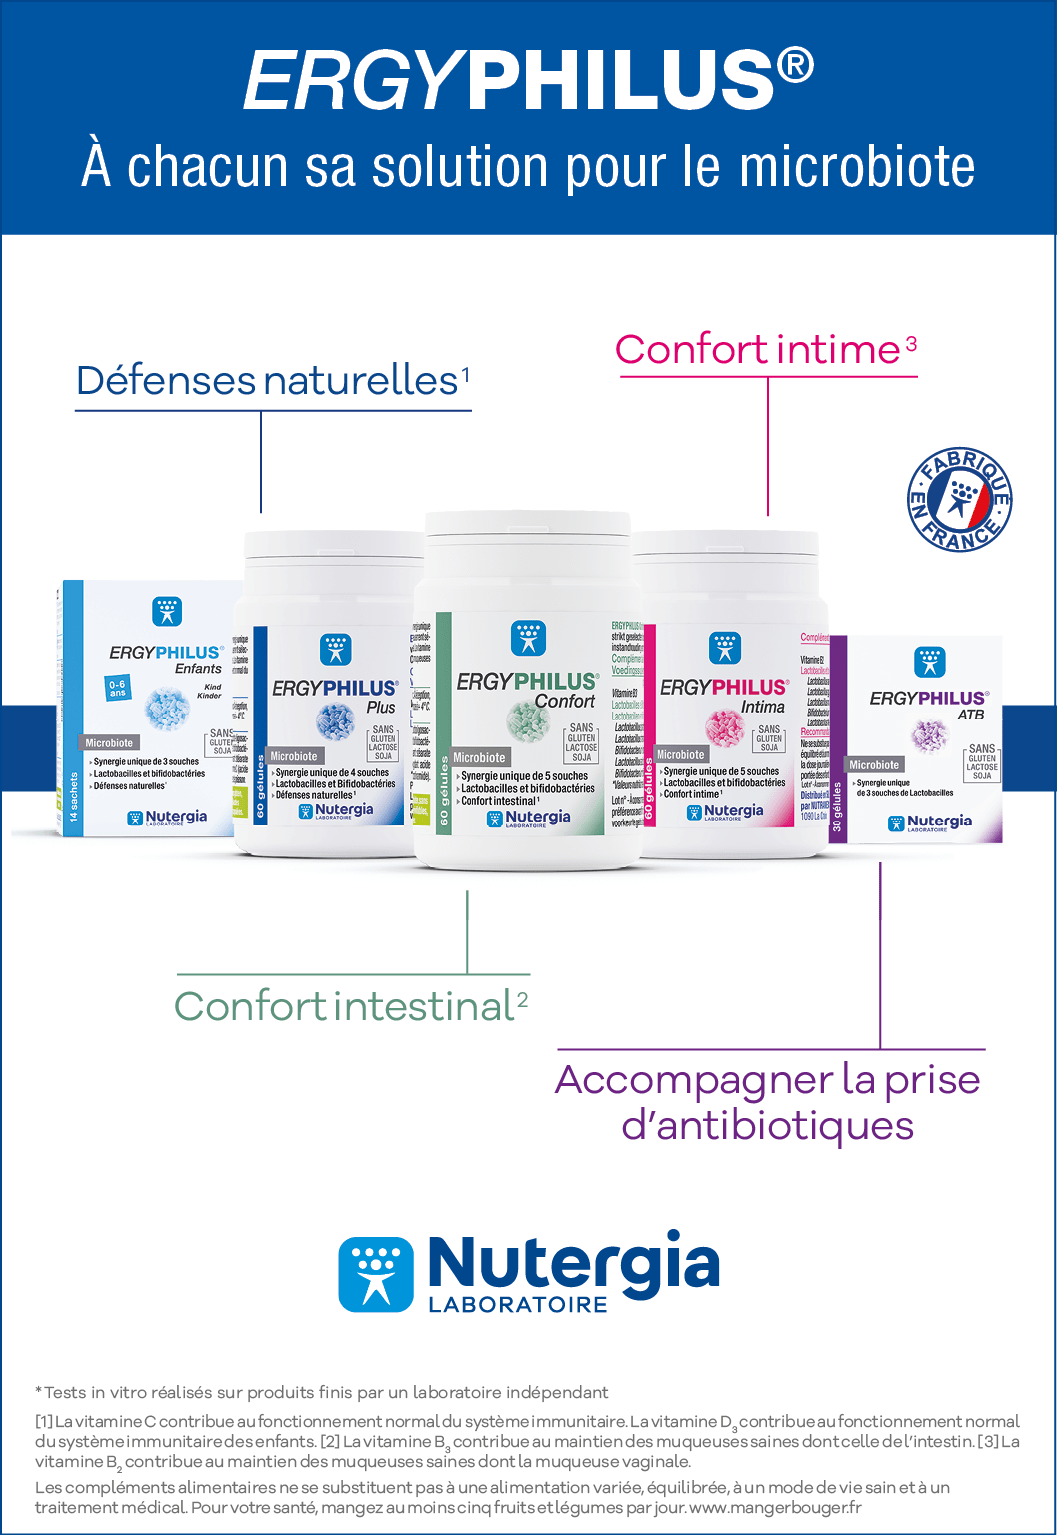 ERGYPHILUS®
À chacun sa solution pour le microbiote
Confort intime ³
Défenses naturelles ¹
FABRIQUÉ EN FRANCE
ERGYPHILUS®
Enfants
0-6
ans
Kind
Kinder
Microbiote
SANS
GLUTEN
SOJA
Synergie unique de 3 souches
Lactobacilles et bifidobactéries
Défenses naturelles
14 sachets
Nutergia
LABORATOIRE
ERGYPHILUS®
Plus
SANS
GLUTEN
LACTOSE
SOJA
Microbiote
Synergie unique de 4 souches
Lactobacilles et Bifidobactéries
Défenses naturelles ¹
60 gélules
Nutergia
LABORATOIRE
ERGYPHILUS®
Confort
SANS
GLUTEN
LACTOSE
SOJA
Microbiote
Synergie unique de 5 souches
Lactobacilles et bifidobactéries
Confort intestinal ¹
60 gélules
Nutergia
LABORATOIRE
Vitamine B3
ERGYPHILUS®
Intima
SANS
GLUTEN
SOJA
Microbiote
Synergie unique de 5 souches
Lactobacilles et bifidobactéries
Confort intime ¹
60 gélules
Nutergia
LABORATOIRE
Vitamine B2
ERGYPHILUS®
ATB
SANS
GLUTEN
LACTOSE
SOJA
Microbiote
Synergie unique
de 3 souches de Lactobacilles
30 gélules
Nutergia
LABORATOIRE
Confort intestinal ²
Accompagner la prise
d’antibiotiques
Nutergia
LABORATOIRE
*Tests in vitro réalisés sur produits finis par un laboratoire indépendant
[1] La vitamine C contribue au fonctionnement normal du système immunitaire. La vitamine D₃ contribue au fonctionnement normal
du système immunitaire des enfants. [2] La vitamine B₃ contribue au maintien des muqueuses saines dont celle de l’intestin. [3] La
vitamine B₂ contribue au maintien des muqueuses saines dont la muqueuse vaginale.
Les compléments alimentaires ne se substituent pas à une alimentation variée, équilibrée, à un mode de vie sain et à un
traitement médical. Pour votre santé, mangez au moins cinq fruits et légumes par jour. www.mangerbouger.fr